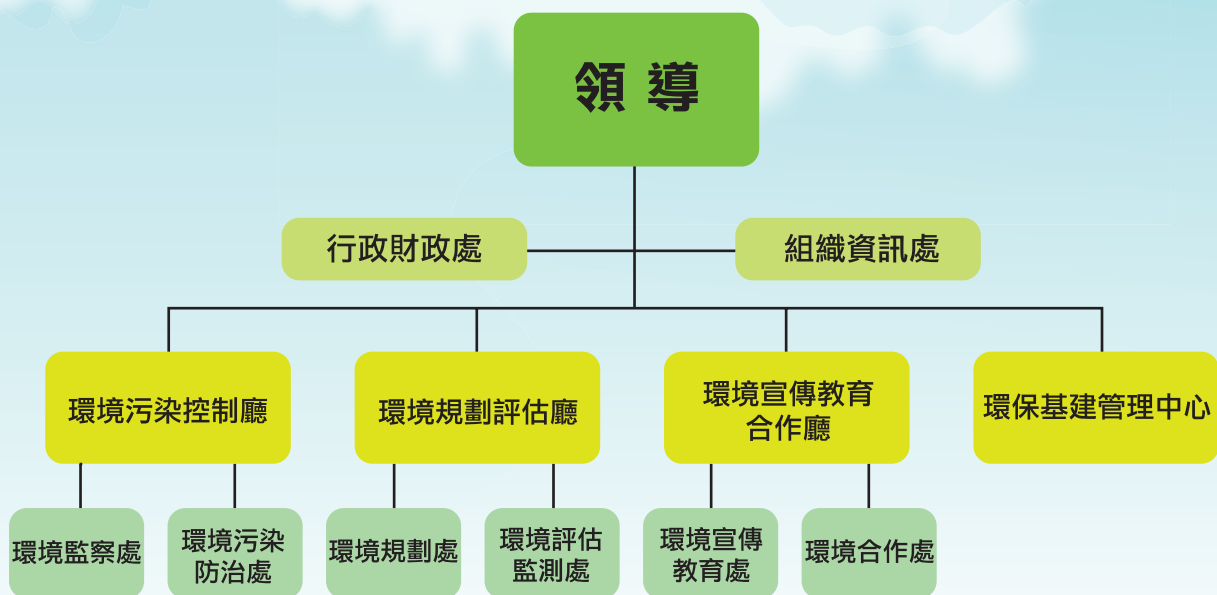 領導
行政財政處
組織資訊處
環境污染控制廳
環境規劃評估廳
環境宣傳教育
合作廳
環保基建管理中心
環境監察處
環境污染
防治處
環境規劃處
環境評估
監測處
環境宣傳
教育處
環境合作處